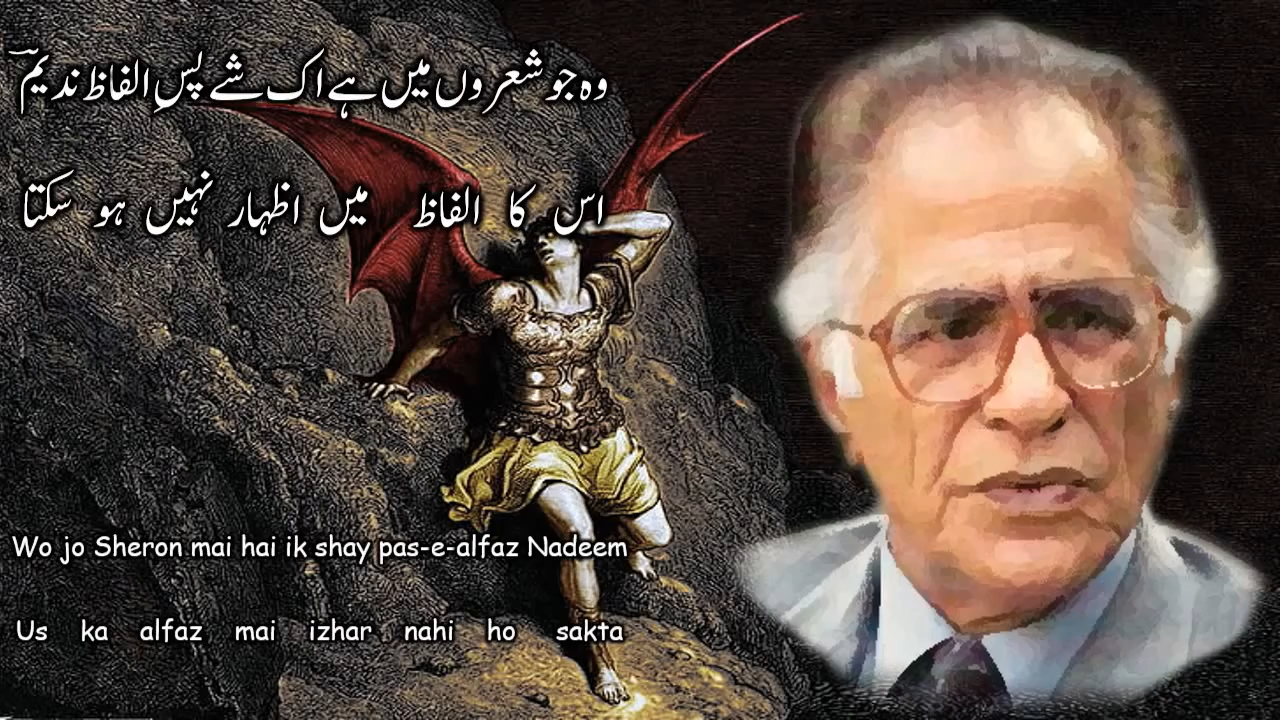 وہ جو شعروں میں ہے اک شے پسِ الفاظ ندیمؔ
اس کا الفاظ میں اظہار نہیں ہو سکتا
Wo jo Sheron mai hai ik shay pas-e-alfaz Nadeem
Us ka alfaz mai izhar nahi ho sakta